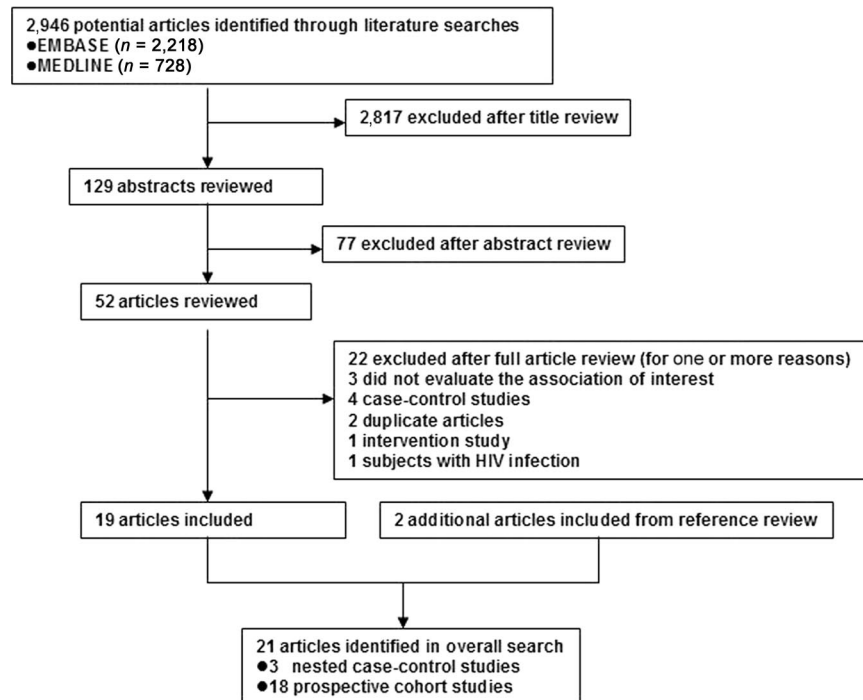 2,946 potential articles identified through literature searches
●EMBASE (n = 2,218)
●MEDLINE (n = 728)
2,817 excluded after title review
129 abstracts reviewed
77 excluded after abstract review
52 articles reviewed
22 excluded after full article review (for one or more reasons)
3 did not evaluate the association of interest
4 case-control studies
2 duplicate articles
1 intervention study
1 subjects with HIV infection
19 articles included
2 additional articles included from reference review
21 articles identified in overall search
●3 nested case-control studies
●18 prospective cohort studies